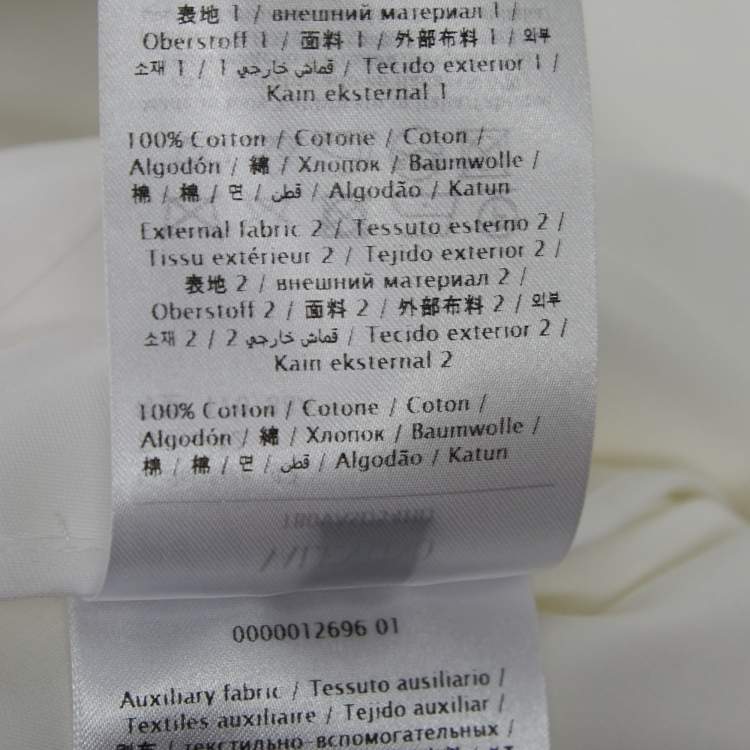 表地 1 / внешний материал 1 /
Oberstoff 1 / 面料 1 / 外部布料 1 / 외부
소재 1 / 1 قماش خارجي / Tecido exterior 1 /
Kain eksternal 1
100% Cotton / Cotone / Coton /
Algodón / 綿 / Хлопок / Baumwolle /
棉 / 棉 / 면 / قطن / Algodão / Katun
External fabric 2 / Tessuto esterno 2 /
Tissu extérieur 2 / Tejido exterior 2 /
表地 2 / внешний материал 2 /
Oberstoff 2 / 面料 2 / 外部布料 2 / 외부
소재 2 / 2 قماش خارجي / Tecido exterior 2 /
Kain eksternal 2
100% Cotton / Cotone / Coton /
Algodón / 綿 / Хлопок / Baumwolle /
棉 / 棉 / 면 / قطن / Algodão / Katun
0000012696 01
Auxiliary fabric / Tessuto ausiliario /
Textiles auxiliaire / Tejido auxiliar /
別布 / текстильно-вспомогательных /